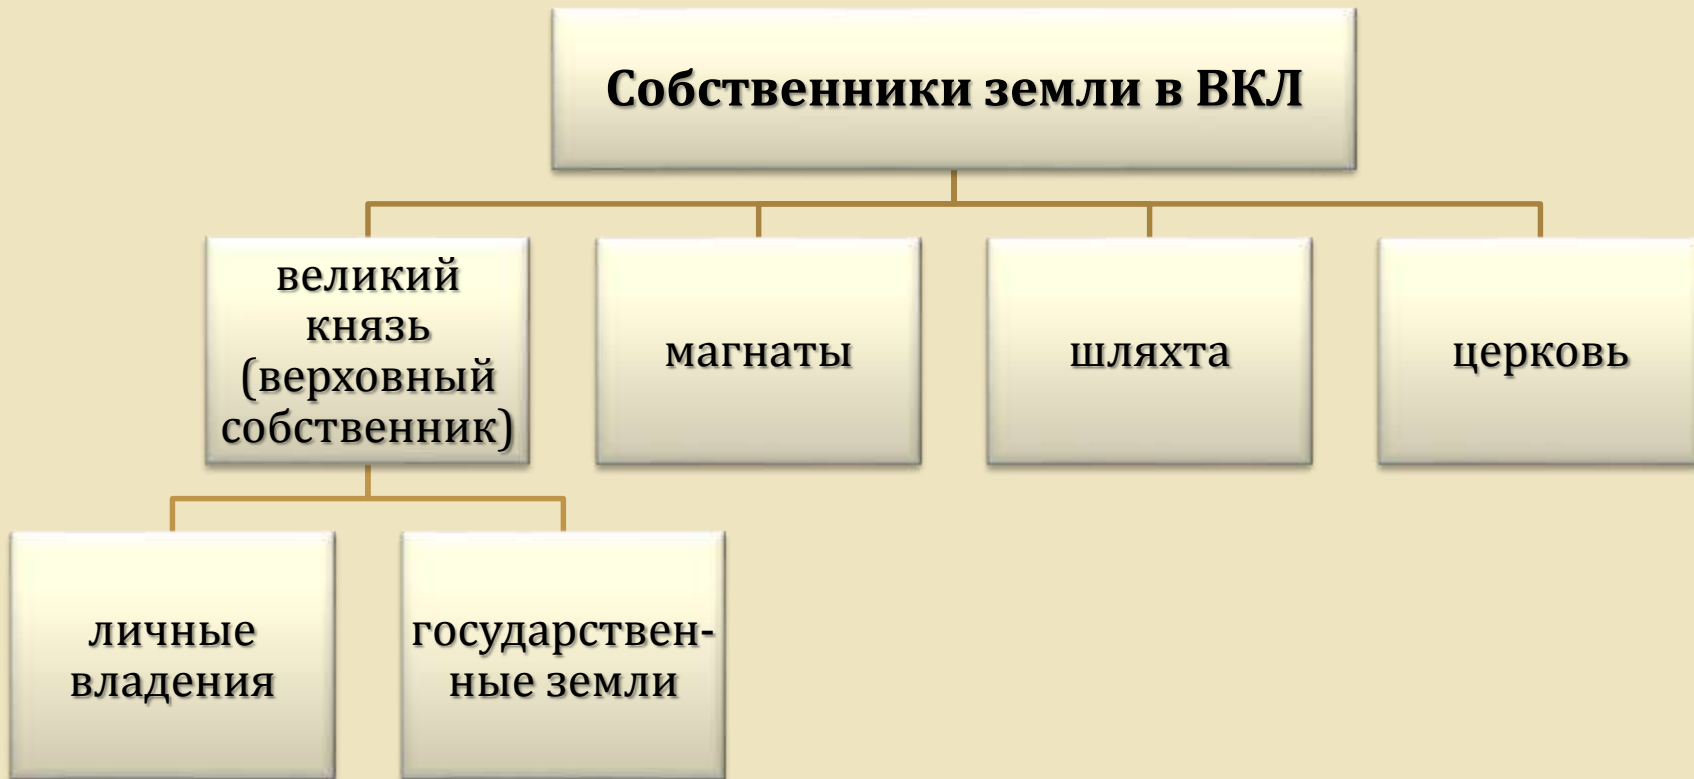 Собственники земли в ВКЛ
великий
князь
(верховный
собственник)
магнаты
шляхта
церковь
личные
владения
государствен-
ные земли